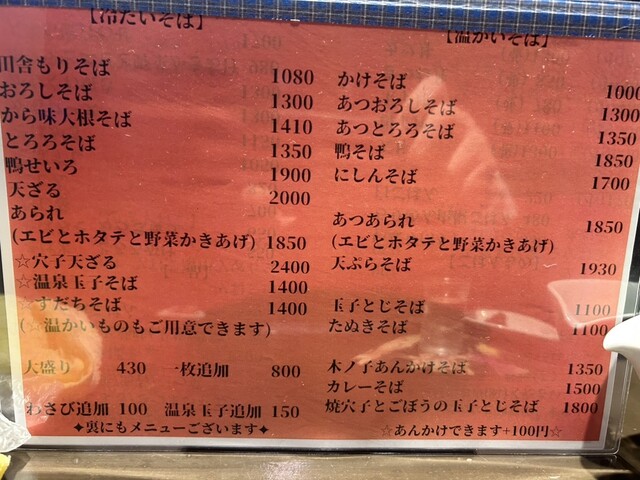 【冷たいそば】
田舎もりそば 1080
おろしそば 1300
から味大根そば 1410
とろろそば 1350
鴨せいろ 1900
天ざる 2000
あられ
(エビとホタテと野菜かきあげ) 1850
☆穴子天ざる 2400
☆温泉玉子そば 1400
☆すだちそば 1400
(☆温かいものもご用意できます)
大盛り 430 一枚追加 800
わさび追加 100 温泉玉子追加 150
✦裏にもメニューございます✦
【温かいそば】
かけそば 1000
あつおろしそば 1300
あつとろろそば 1350
鴨そば 1850
にしんそば 1700
あつあられ 1850
(エビとホタテと野菜かきあげ)
天ぷらそば 1930
玉子とじそば 1100
たぬきそば 1100
木ノ子あんかけそば 1350
カレーそば 1500
焼穴子とごぼうの玉子とじそば 1800
☆あんかけできます+100円☆